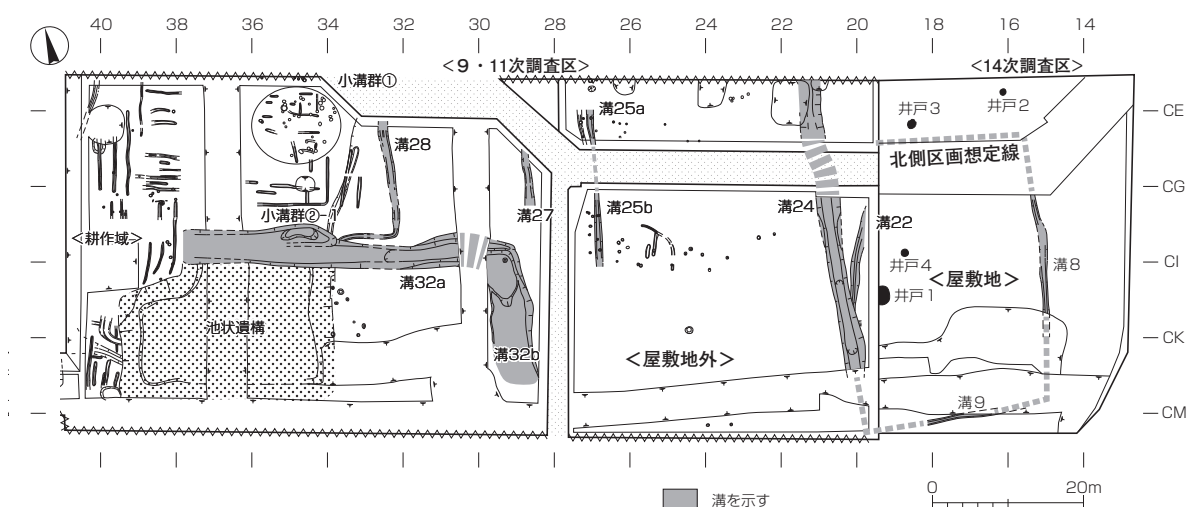 40 38 36 34 32 30 28 26 24 22 20 18 16 14
<9・11次調査区>
<14次調査区>
小溝群①
溝25a
井戸3
井戸2
CE
溝28
北側区画想定線
CG
小溝群②
溝27
溝25b
溝24
溝22
<耕作域>
井戸4
<屋敷地>
溝8
CI
溝32a
井戸1
池状遺構
溝32b
<屋敷地外>
CK
溝9
CM
溝を示す
0 20m